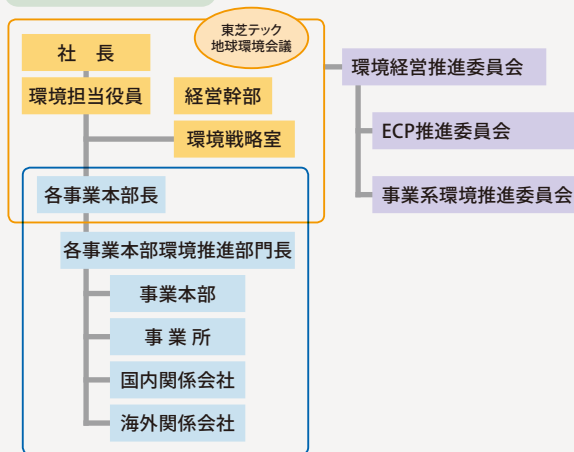 東芝テック
地球環境会議
社 長
環境担当役員
経営幹部
環境戦略室
各事業本部長
各事業本部環境推進部門長
事業本部
事 業 所
国内関係会社
海外関係会社
環境経営推進委員会
ECP推進委員会
事業系環境推進委員会